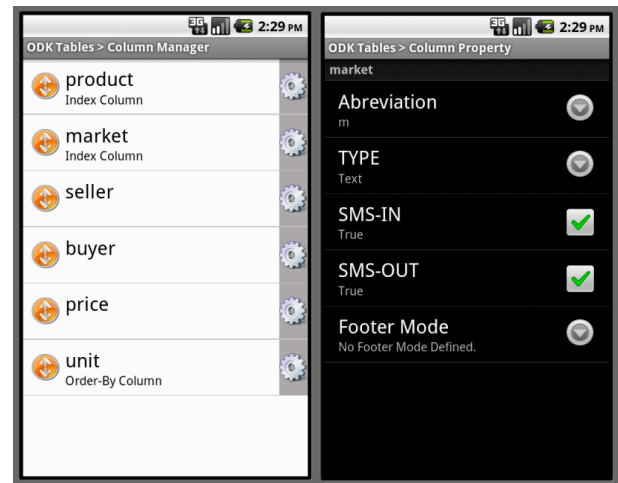 3G 2:29 PM
ODK Tables > Column Manager
product
Index Column
market
Index Column
seller
buyer
price
unit
Order-By Column
3G 2:29 PM
ODK Tables > Column Property
market
Abreviation
m
TYPE
Text
SMS-IN
True
SMS-OUT
True
Footer Mode
No Footer Mode Defined.